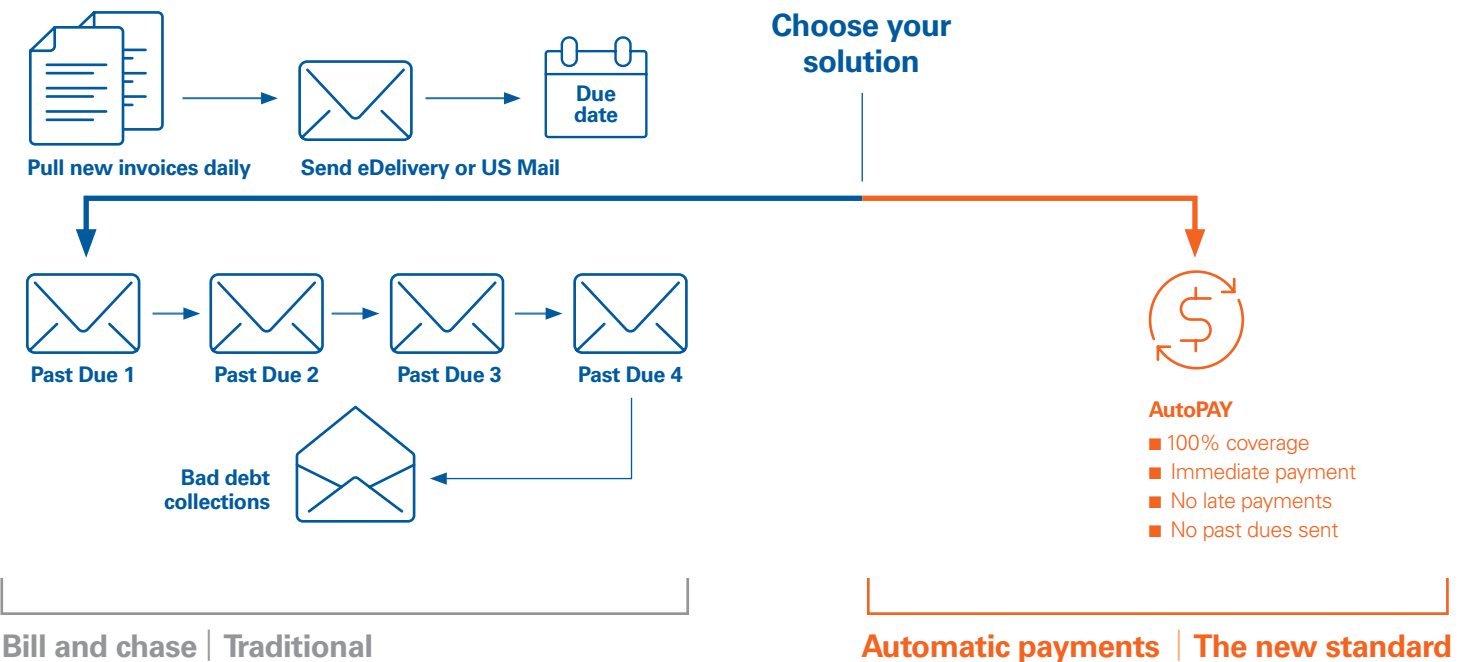 Choose your
solution
Due
date
Pull new invoices daily
Send eDelivery or US Mail
Past Due 1
Past Due 2
Past Due 3
Past Due 4
Bad debt
collections
AutoPAY
■ 100% coverage
■ Immediate payment
■ No late payments
■ No past dues sent
Bill and chase | Traditional
Automatic payments | The new standard